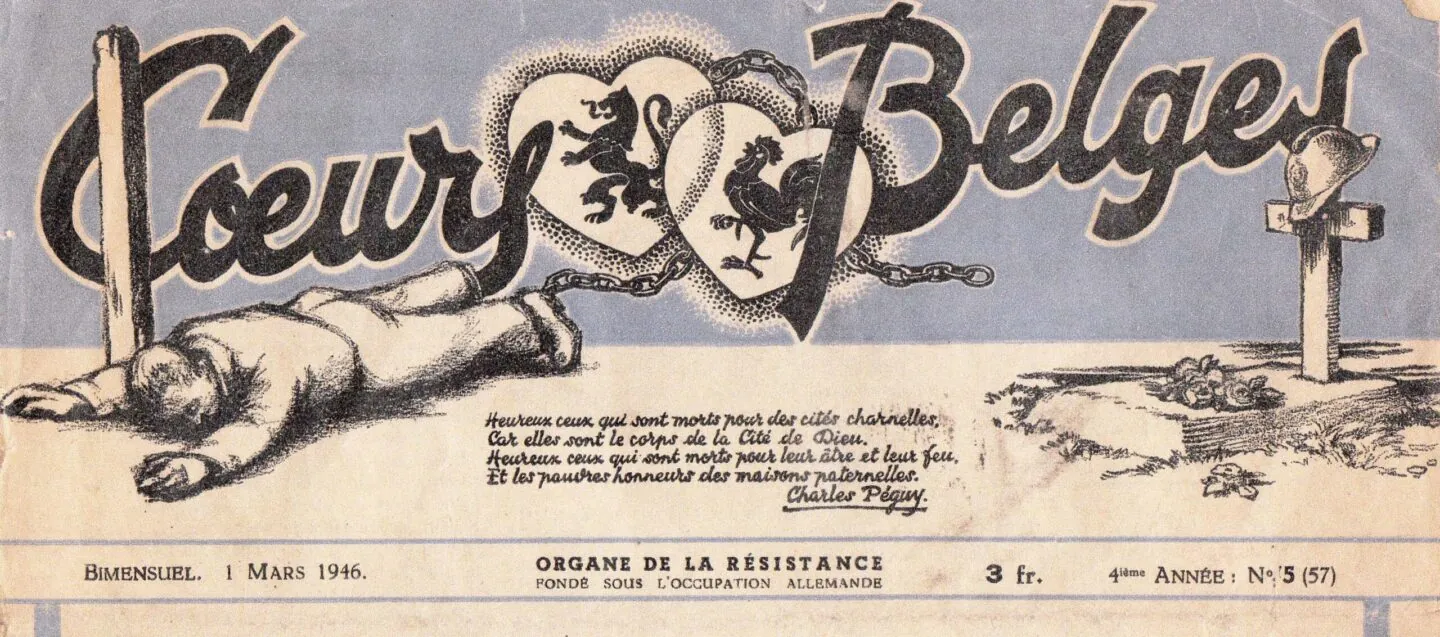 Cœurs Belges
Heureux ceux qui sont morts pour des cités charnelles,
Car elles sont le corps de la Cité de Dieu.
Heureux ceux qui sont morts pour leur âtre et leur feu,
Et les pauvres honneurs des maisons paternelles.
Charles Péguy.
BIMENSUEL. 1 MARS 1946.
ORGANE DE LA RÉSISTANCE
FONDÉ SOUS L'OCCUPATION ALLEMANDE
3 fr.
4ième ANNÉE : No 5 (57)